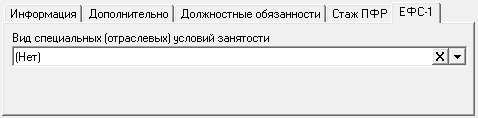 Информация Дополнительно Должностные обязанности Стаж ПФР ЕФС-1
Вид специальных (отраслевых) условий занятости
(Нет)